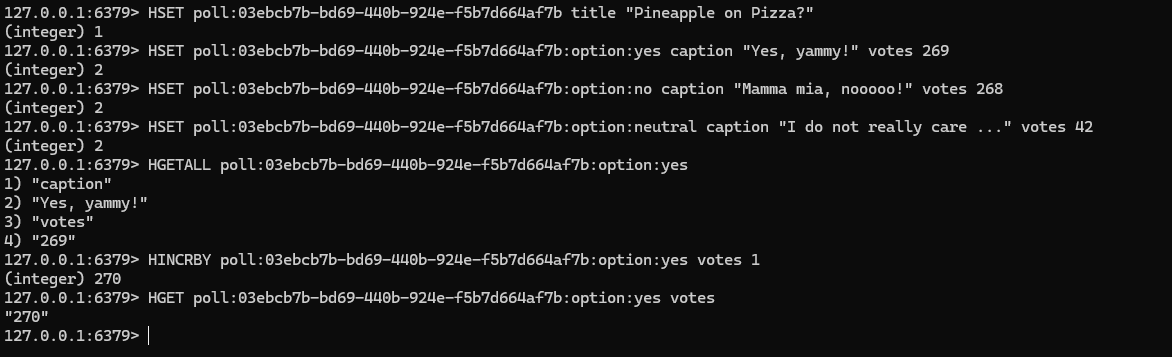 127.0.0.1:6379> HSET poll:03ebcb7b-bd69-440b-924e-f5b7d664af7b title "Pineapple on Pizza?"
(integer) 1
127.0.0.1:6379> HSET poll:03ebcb7b-bd69-440b-924e-f5b7d664af7b:option:yes caption "Yes, yammy!" votes 269
(integer) 2
127.0.0.1:6379> HSET poll:03ebcb7b-bd69-440b-924e-f5b7d664af7b:option:no caption "Mamma mia, nooooo!" votes 268
(integer) 2
127.0.0.1:6379> HSET poll:03ebcb7b-bd69-440b-924e-f5b7d664af7b:option:neutral caption "I do not really care ..." votes 42
(integer) 2
127.0.0.1:6379> HGETALL poll:03ebcb7b-bd69-440b-924e-f5b7d664af7b:option:yes
1) "caption"
2) "Yes, yammy!"
3) "votes"
4) "269"
127.0.0.1:6379> HINCRBY poll:03ebcb7b-bd69-440b-924e-f5b7d664af7b:option:yes votes 1
(integer) 270
127.0.0.1:6379> HGET poll:03ebcb7b-bd69-440b-924e-f5b7d664af7b:option:yes votes
"270"
127.0.0.1:6379>